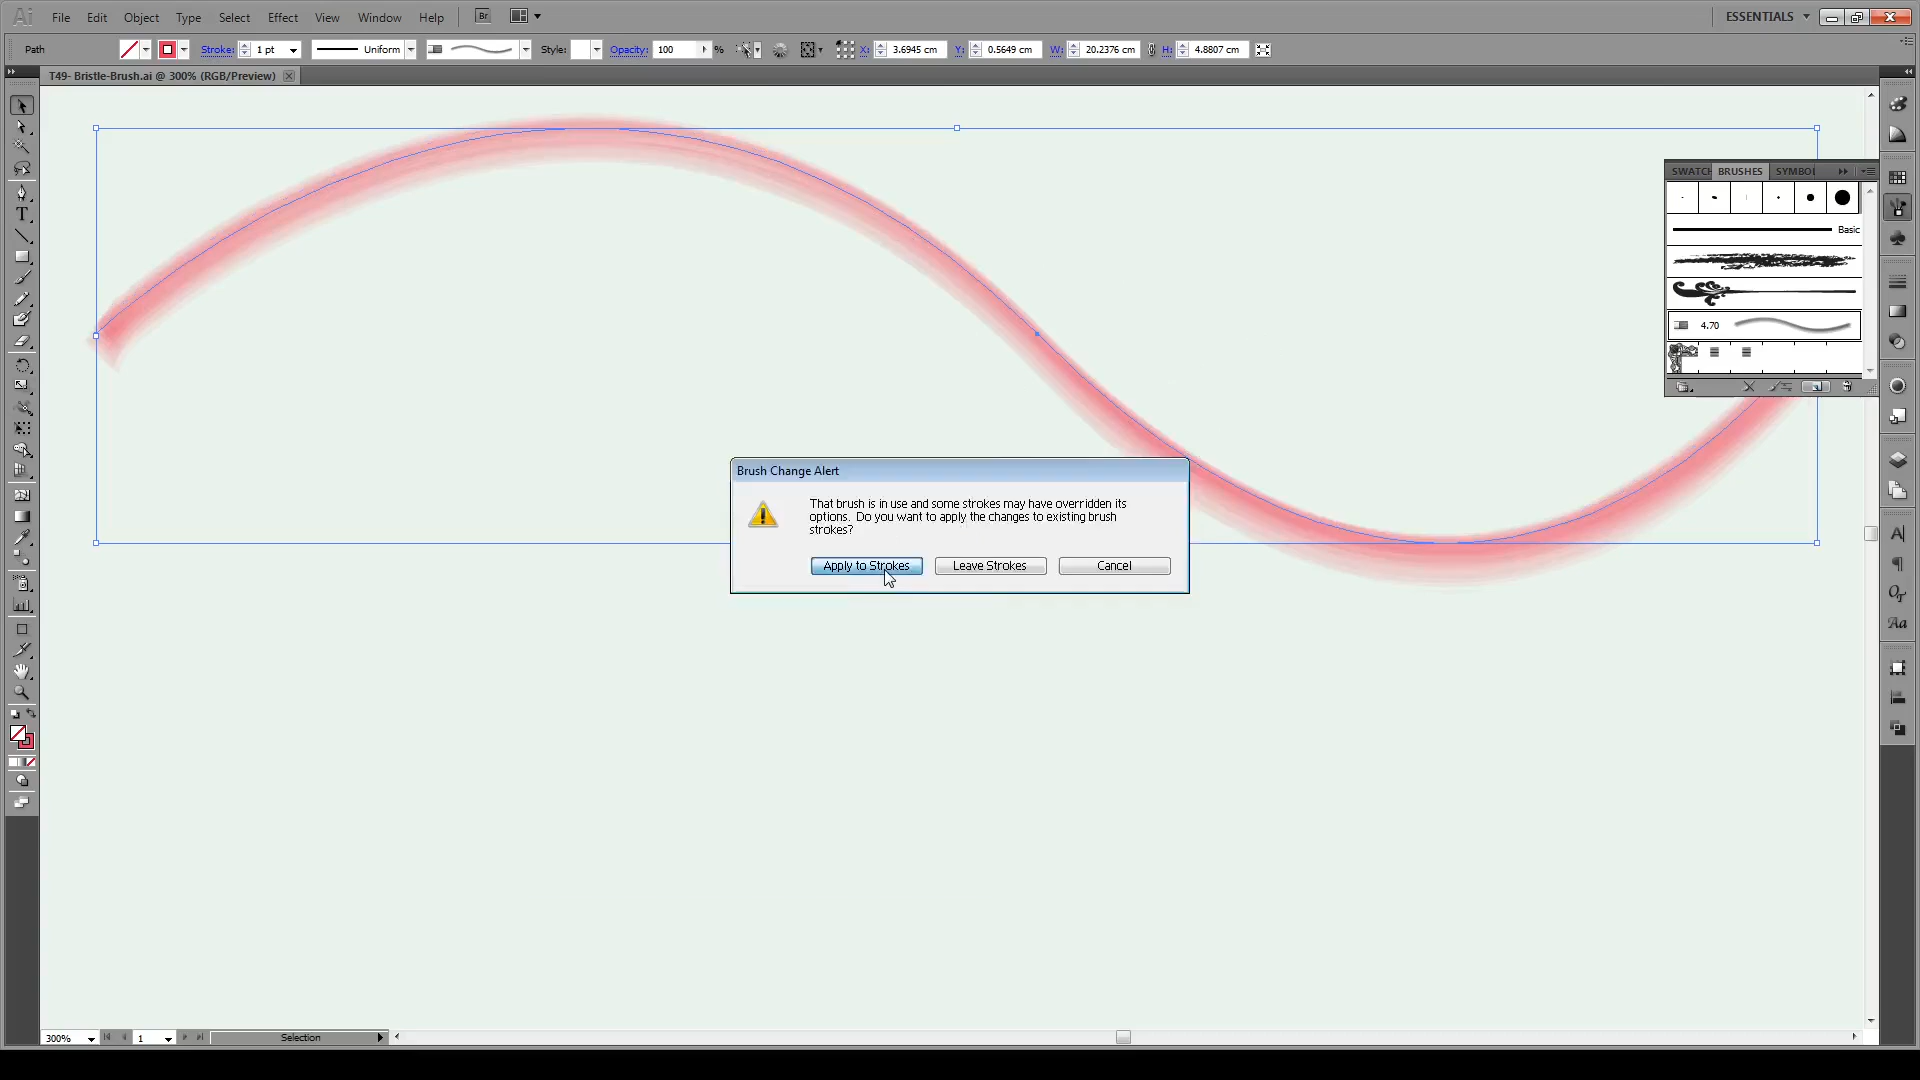 Ai File Edit Object Type Select Effect View Window Help Br ESSENTIALS
Path Stroke: 1 pt Uniform Style: Opacity: 100 % X: 3.6945 cm Y: 0.5649 cm W: 20.2376 cm H: 4.8807 cm
T49- Bristle-Brush.ai @ 300% (RGB/Preview)
SWATCH BRUSHES SYMBOL
Basic
4.70
Brush Change Alert
That brush is in use and some strokes may have overridden its
options. Do you want to apply the changes to existing brush
strokes?
Apply to Strokes Leave Strokes Cancel
300% 1 Selection